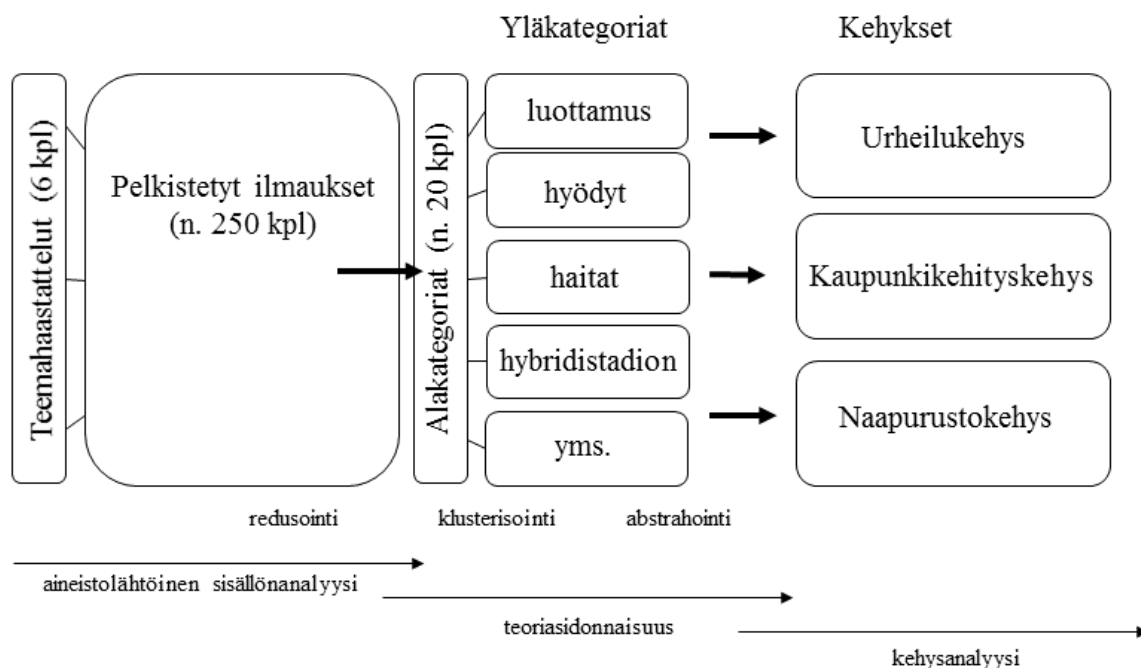 Yläkategoriat
Kehykset
Teemahaastattelut (6 kpl)
Pelkistetyt ilmaukset
(n. 250 kpl)
Alakategoriat (n. 20 kpl)
luottamus
hyödyt
haitat
hybridistadion
yms.
Urheilukehys
Kaupunkikehityskehys
Naapurustokehys
redusointi
klusterisointi
abstrahointi
aineistolähtöinen sisällönanalyysi
teoriasidonnaisuus
kehysanalyysi